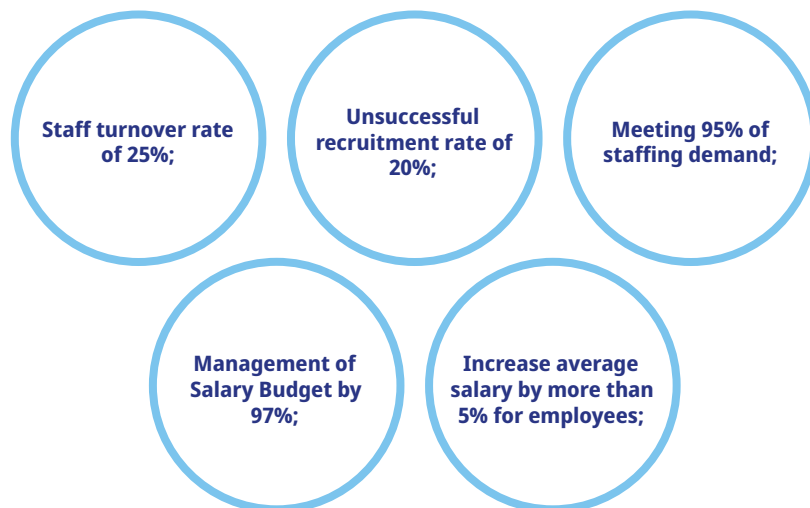 Staff turnover rate
of 25%;
Unsuccessful
recruitment rate of
20%;
Meeting 95% of
staffing demand;
Management of
Salary Budget by
97%;
Increase average
salary by more than
5% for employees;